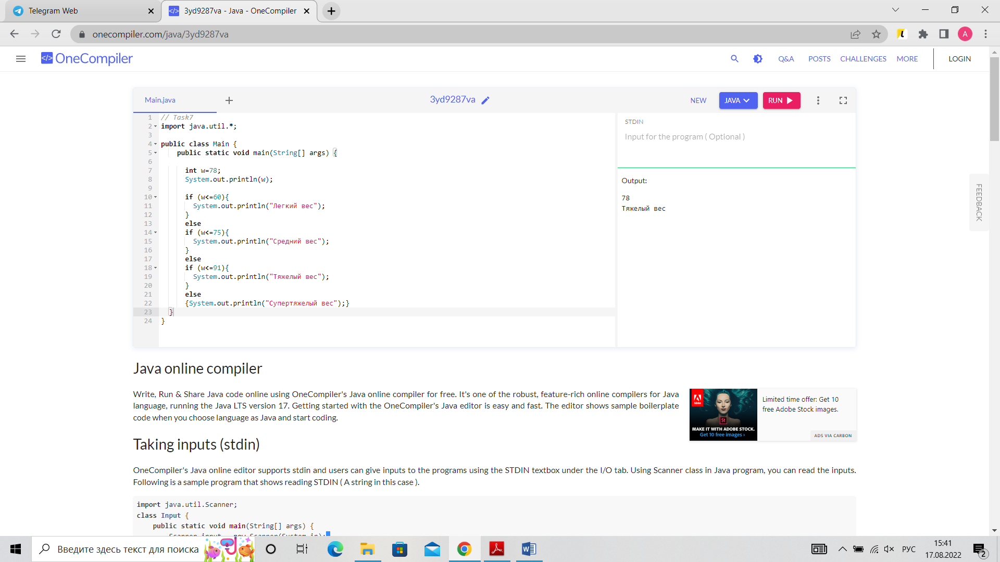 Telegram Web
3yd9287va - Java - OneCompiler
onecompiler.com/java/3yd9287va
A
</> OneCompiler
Q&A POSTS CHALLENGES MORE LOGIN
Main.java
3yd9287va
NEW JAVA RUN
1 // Task7
2 import java.util.*;
3
4 public class Main {
5 public static void main(String[] args) {
6
7 int w=78;
8 System.out.println(w);
9
10 if (w<=60){
11 System.out.println("Легкий вес");
12 }
13 else
14 if (w<=75){
15 System.out.println("Средний вес");
16 }
17 else
18 if (w<=91){
19 System.out.println("Тяжелый вес");
20 }
21 else
22 {System.out.println("Супертяжелый вес");}
23 }
24 }
STDIN
Input for the program ( Optional )
Output:
78
Тяжелый вес
FEEDBACK
Java online compiler
Write, Run & Share Java code online using OneCompiler's Java online compiler for free. It's one of the robust, feature-rich online compilers for Java
language, running the Java LTS version 17. Getting started with the OneCompiler's Java editor is easy and fast. The editor shows sample boilerplate
code when you choose language as Java and start coding.
Adobe
St
MAKE IT WITH ADOBE STOCK.
Get 10 free images ›
Limited time offer: Get 10
free Adobe Stock images.
ADS VIA CARBON
Taking inputs (stdin)
OneCompiler's Java online editor supports stdin and users can give inputs to the programs using the STDIN textbox under the I/O tab. Using Scanner class in Java program, you can read the inputs.
Following is a sample program that shows reading STDIN ( A string in this case ).
import java.util.Scanner;
class Input {
public static void main(String[] args) {
Scanner input = new Scanner(System.in);
Введите здесь текст для поиска
РУС
15:41
17.08.2022
2